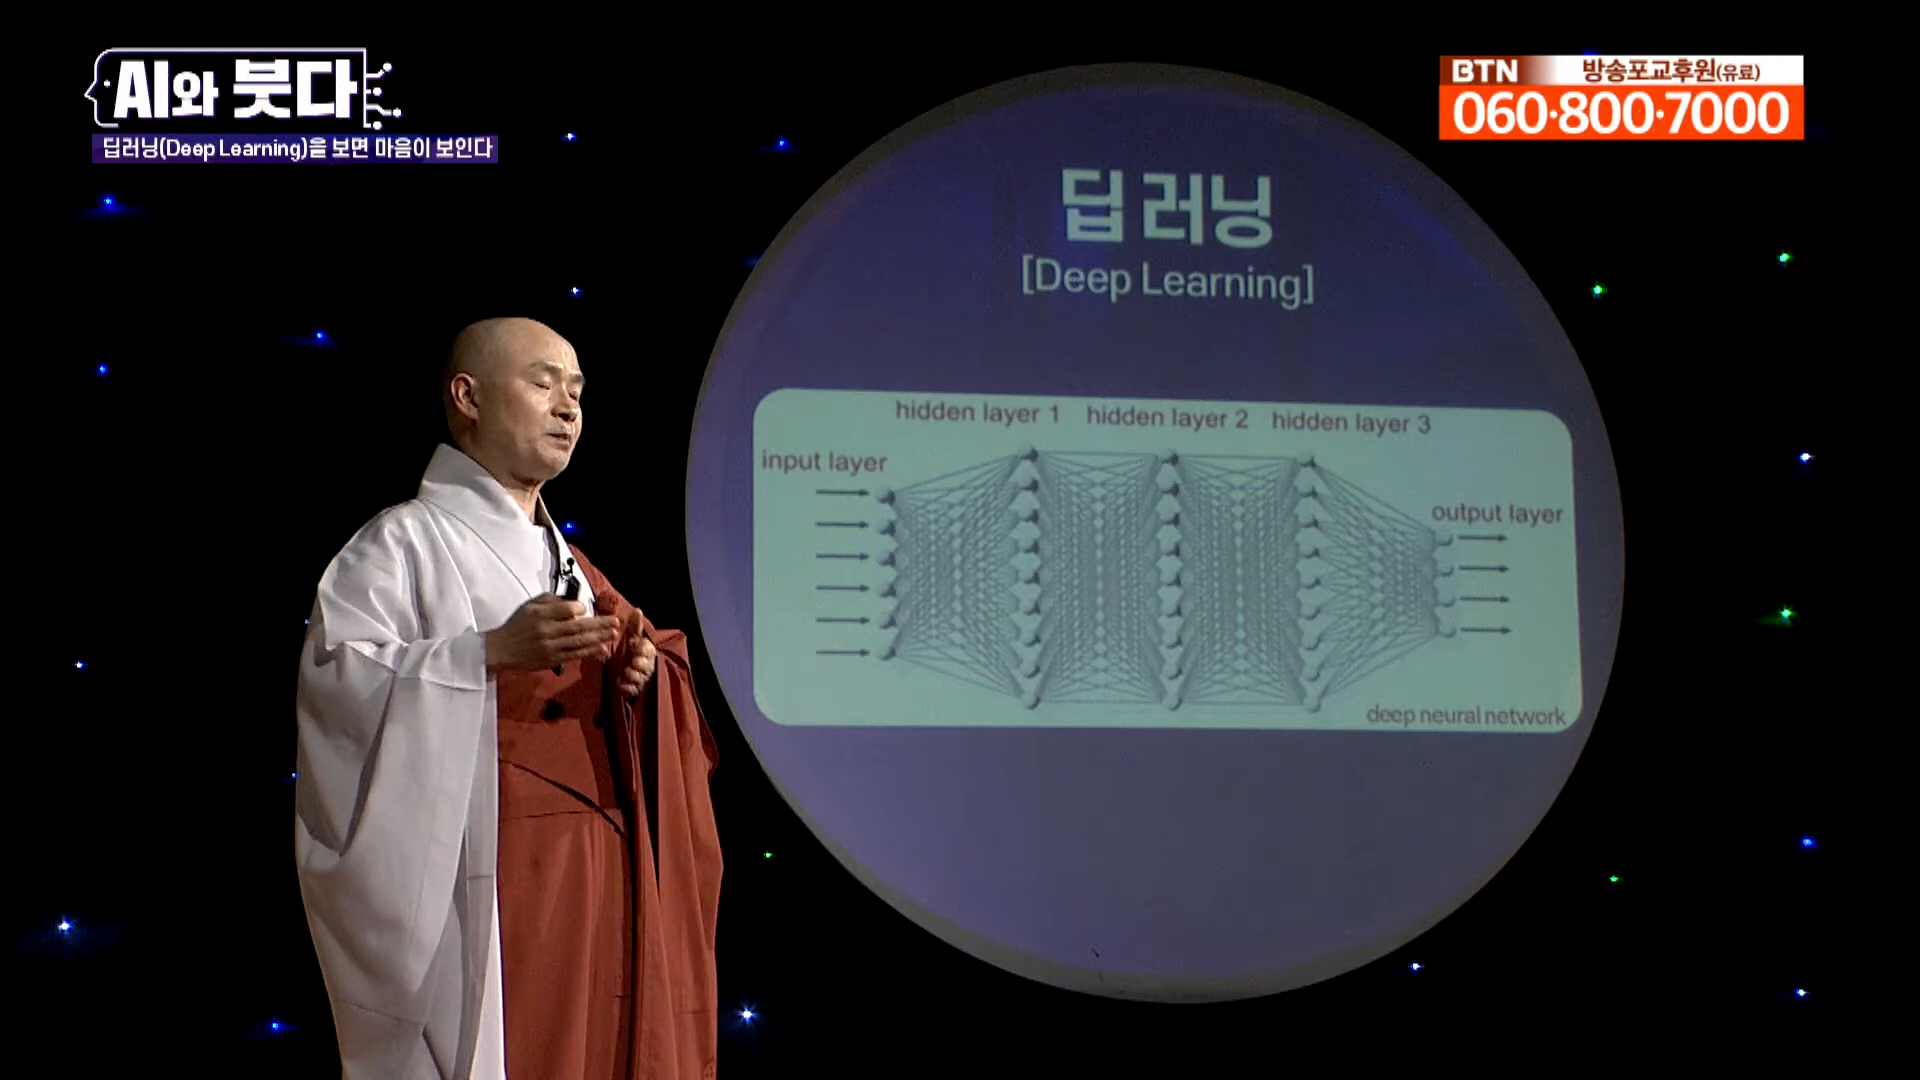 AI와 붓다
딥러닝(Deep Learning)을 보면 마음이 보인다
BTN 방송포교후원(유료)
060·800·7000
딥러닝
[Deep Learning]
hidden layer 1 hidden layer 2 hidden layer 3
input layer
output layer
deep neural network